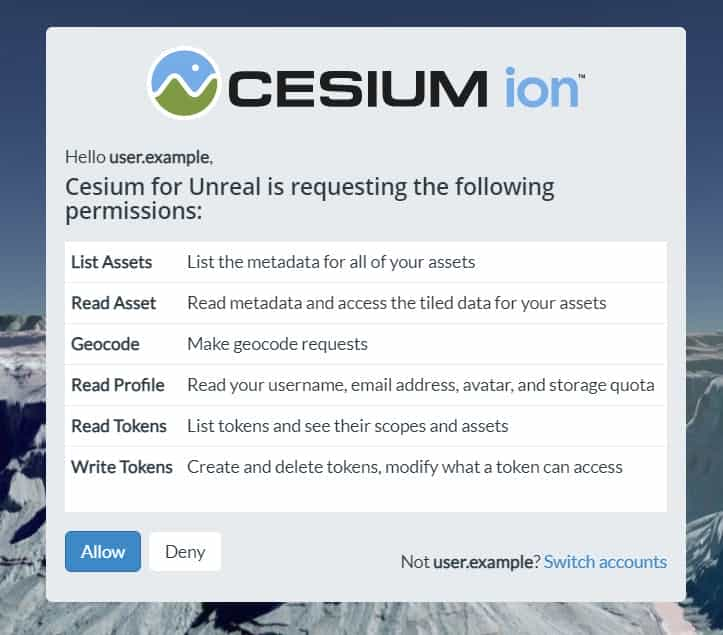 CESIUM ion™
Hello user.example,
Cesium for Unreal is requesting the following
permissions:
List Assets List the metadata for all of your assets
Read Asset Read metadata and access the tiled data for your assets
Geocode Make geocode requests
Read Profile Read your username, email address, avatar, and storage quota
Read Tokens List tokens and see their scopes and assets
Write Tokens Create and delete tokens, modify what a token can access
Allow Deny
Not user.example? Switch accounts